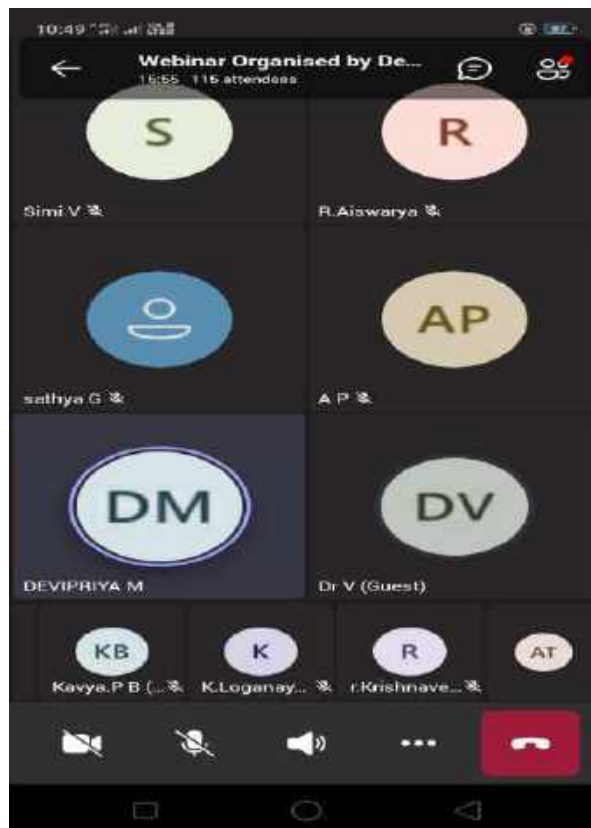 10:49
Webinar Organised by De...
16:55 115 attendees
S
R
Simi V
R.Aiswarya
AP
sathya G
A P
DM
DV
DEVIPRIYA M
Dr V (Guest)
KB
K
R
AT
Kavya.P B (...
K.Loganay...
r.Krishnave...